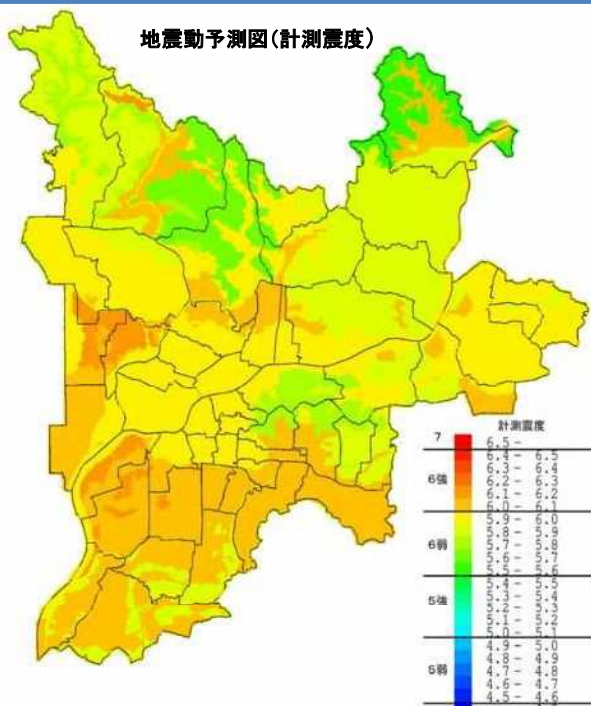 地震動予測図(計測震度)
計測震度
7
6.5 -
6強
6.4 - 6.5
6.3 - 6.4
6.2 - 6.3
6.1 - 6.2
6.0 - 6.1
6弱
5.9 - 6.0
5.8 - 5.9
5.7 - 5.8
5.6 - 5.7
5.5 - 5.6
5強
5.4 - 5.5
5.3 - 5.4
5.2 - 5.3
5.1 - 5.2
5.0 - 5.1
5弱
4.9 - 5.0
4.8 - 4.9
4.7 - 4.8
4.6 - 4.7
4.5 - 4.6